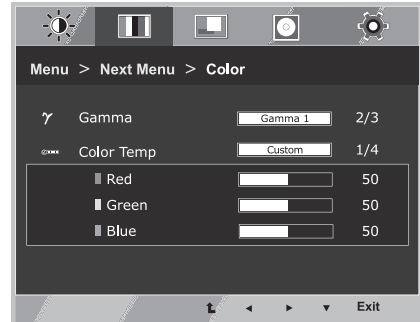 Menu > Next Menu > Color
γ Gamma Gamma 1 2/3
Color Temp Custom 1/4
Red 50
Green 50
Blue 50
Exit